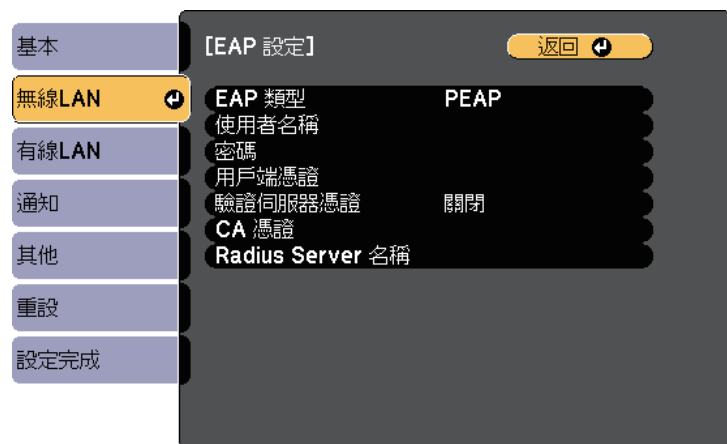 基本
無線LAN
有線LAN
通知
其他
重設
設定完成
[EAP 設定]
返回
EAP 類型 PEAP
使用者名稱
密碼
用戶端憑證
驗證伺服器憑證 關閉
CA 憑證
Radius Server 名稱